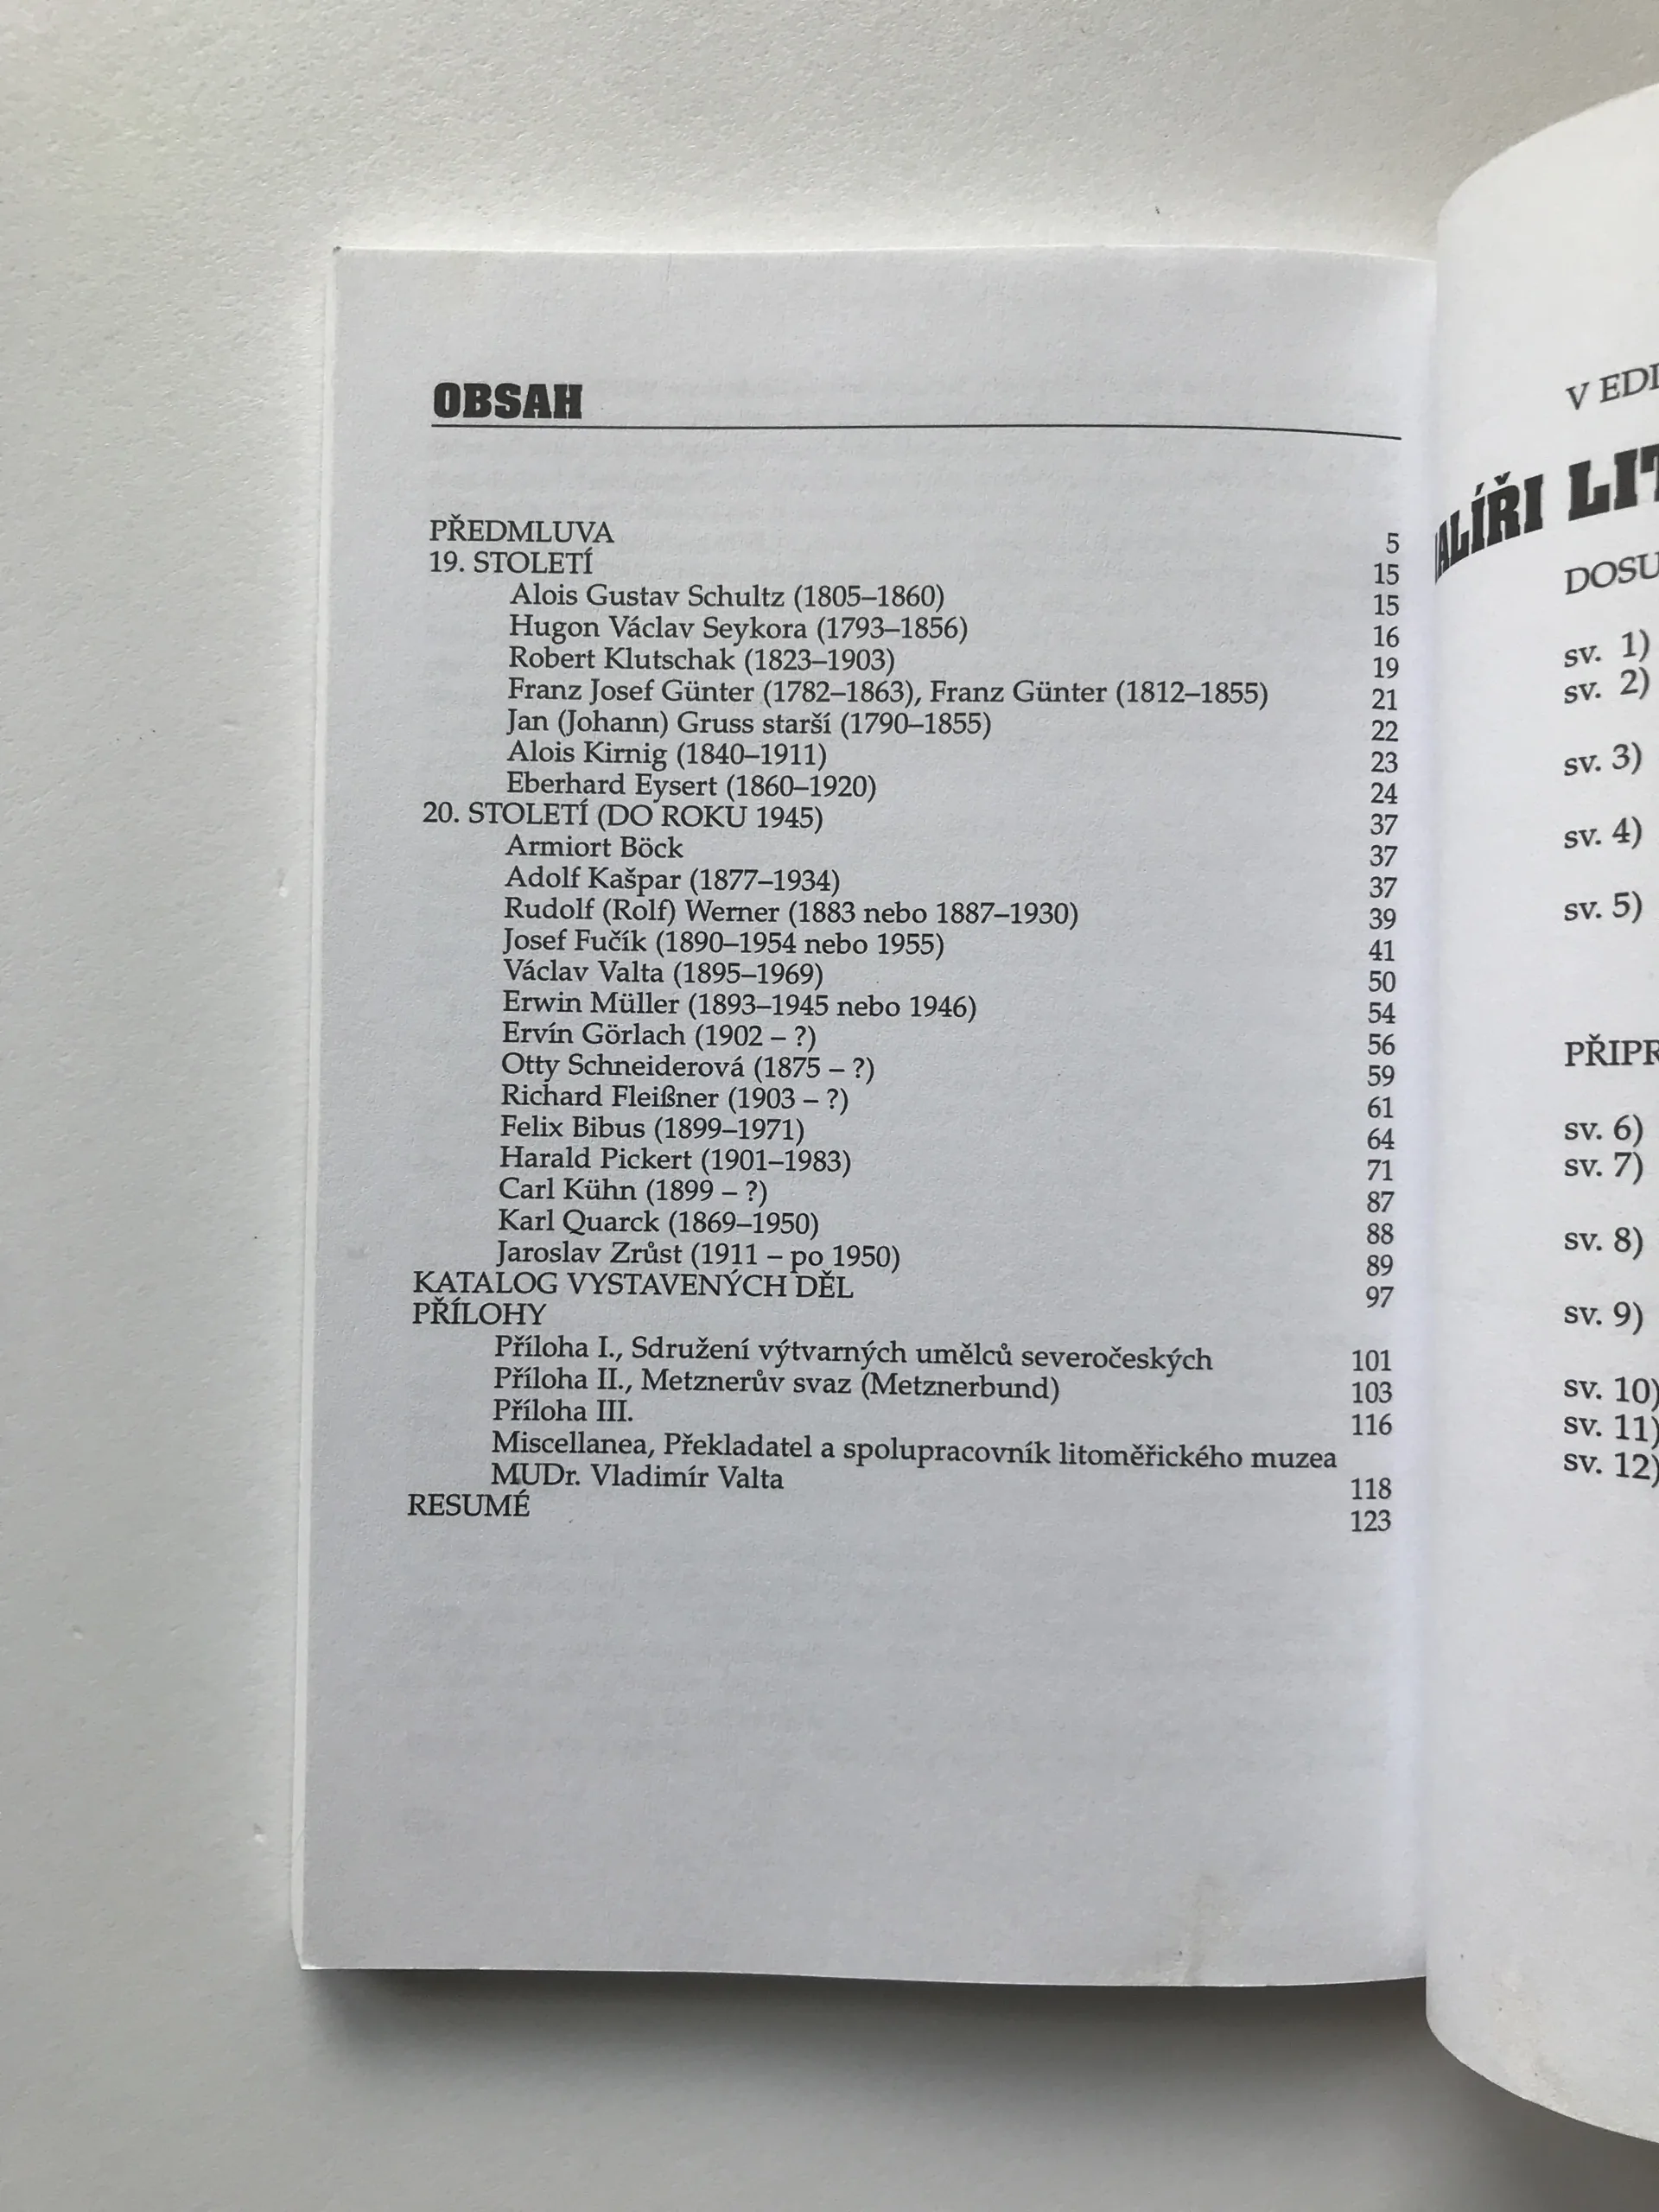 OBSAH
PŘEDMLUVA 5
19. STOLETÍ 15
Alois Gustav Schultz (1805–1860) 15
Hugon Václav Seykora (1793–1856) 16
Robert Klutschak (1823–1903) 19
Franz Josef Günter (1782–1863), Franz Günter (1812–1855) 21
Jan (Johann) Gruss starší (1790–1855) 22
Alois Kirnig (1840–1911) 23
Eberhard Eysert (1860–1920) 24
20. STOLETÍ (DO ROKU 1945) 37
Armiort Böck 37
Adolf Kašpar (1877–1934) 37
Rudolf (Rolf) Werner (1883 nebo 1887–1930) 39
Josef Fučík (1890–1954 nebo 1955) 41
Václav Valta (1895–1969) 50
Erwin Müller (1893–1945 nebo 1946) 54
Ervín Görlach (1902 – ?) 56
Otty Schneiderová (1875 – ?) 59
Richard Fleißner (1903 – ?) 61
Felix Bibus (1899–1971) 64
Harald Pickert (1901–1983) 71
Carl Kühn (1899 – ?) 87
Karl Quarck (1869–1950) 88
Jaroslav Zrůst (1911 – po 1950) 89
KATALOG VYSTAVENÝCH DĚL 97
PŘÍLOHY
Příloha I., Sdružení výtvarných umělců severočeských 101
Příloha II., Metznerův svaz (Metznerbund) 103
Příloha III. 116
Miscellanea, Překladatel a spolupracovník litoměřického muzea
MUDr. Vladimír Valta 118
RESUMÉ 123
V EDI
ALÍŘI LIT
DOSU
sv. 1)
sv. 2)
sv. 3)
sv. 4)
sv. 5)
PŘIPR
sv. 6)
sv. 7)
sv. 8)
sv. 9)
sv. 10)
sv. 11)
sv. 12)